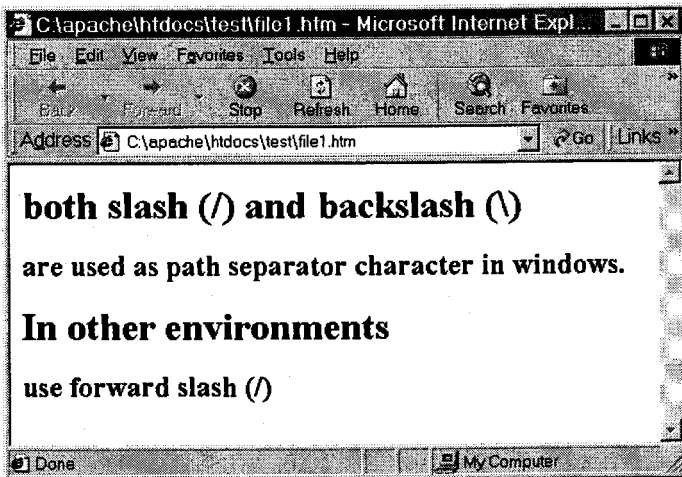 C:\apache\htdocs\test\file1.htm - Microsoft Internet Expl...
File Edit View Favorites Tools Help
Back Forward Stop Refresh Home Search Favorites »
Address C:\apache\htdocs\test\file1.htm Go Links »
both slash (/) and backslash (\)
are used as path separator character in windows.
In other environments
use forward slash (/)
Done My Computer